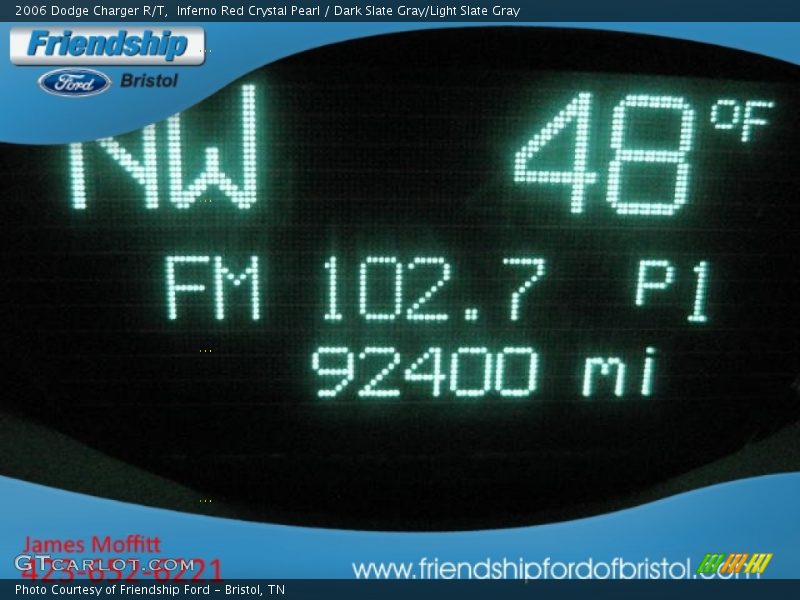 2006 Dodge Charger R/T,  Inferno Red Crystal Pearl / Dark Slate Gray/Light Slate Gray
Friendship
Ford Bristol
NW 48 °F
FM 102.7 P1
92400 mi
James Moffitt
GTCARLOT.COM
423-652-6221
www.friendshipfordofbristol.com
Photo Courtesy of Friendship Ford – Bristol, TN